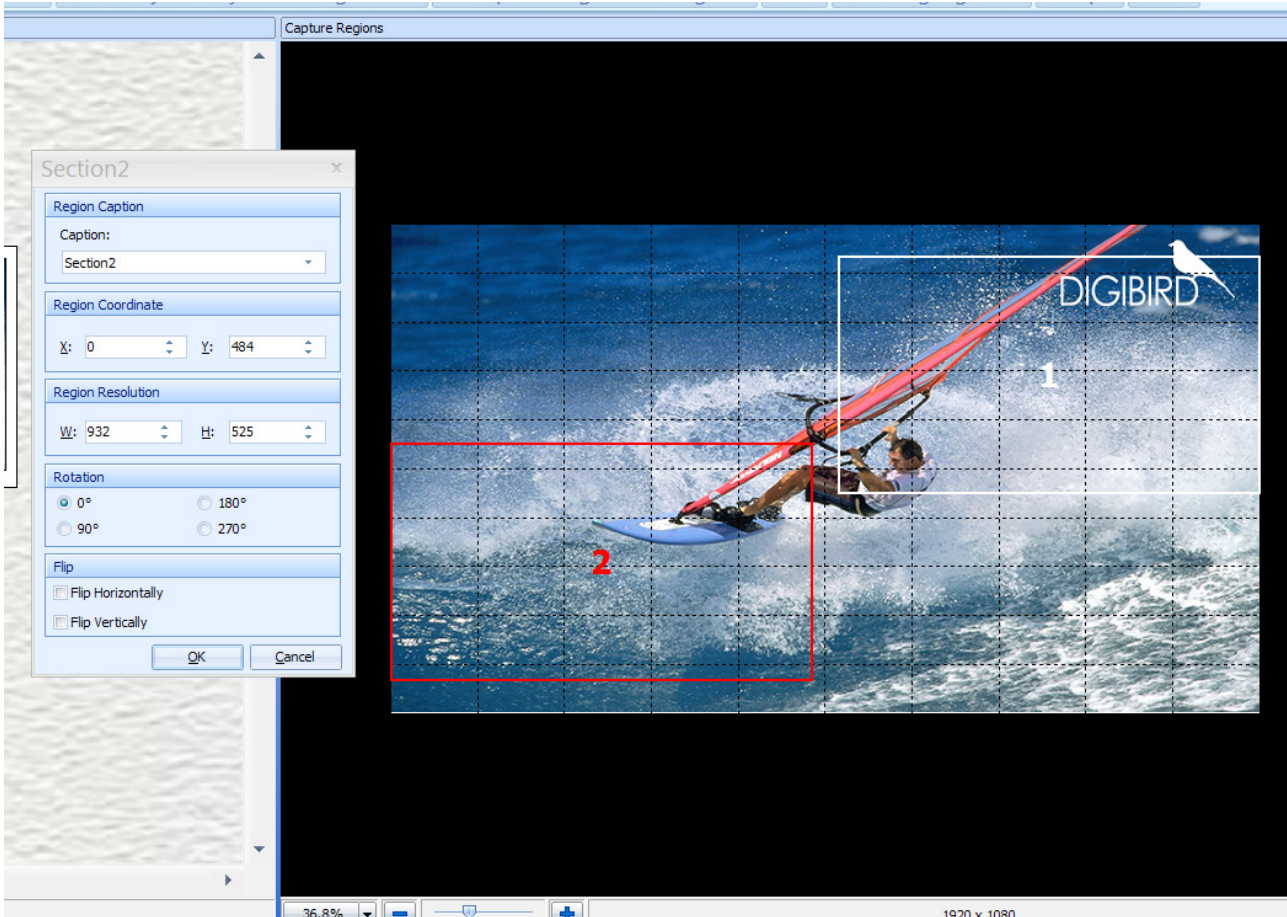 Capture Regions
Section2
x
Region Caption
Caption:
Section2
Region Coordinate
X: 0 Y: 484
Region Resolution
W: 932 H: 525
Rotation
0° 180°
90° 270°
Flip
Flip Horizontally
Flip Vertically
OK Cancel
DIGIBIRD
1
2
36.8%
1920 x 1080